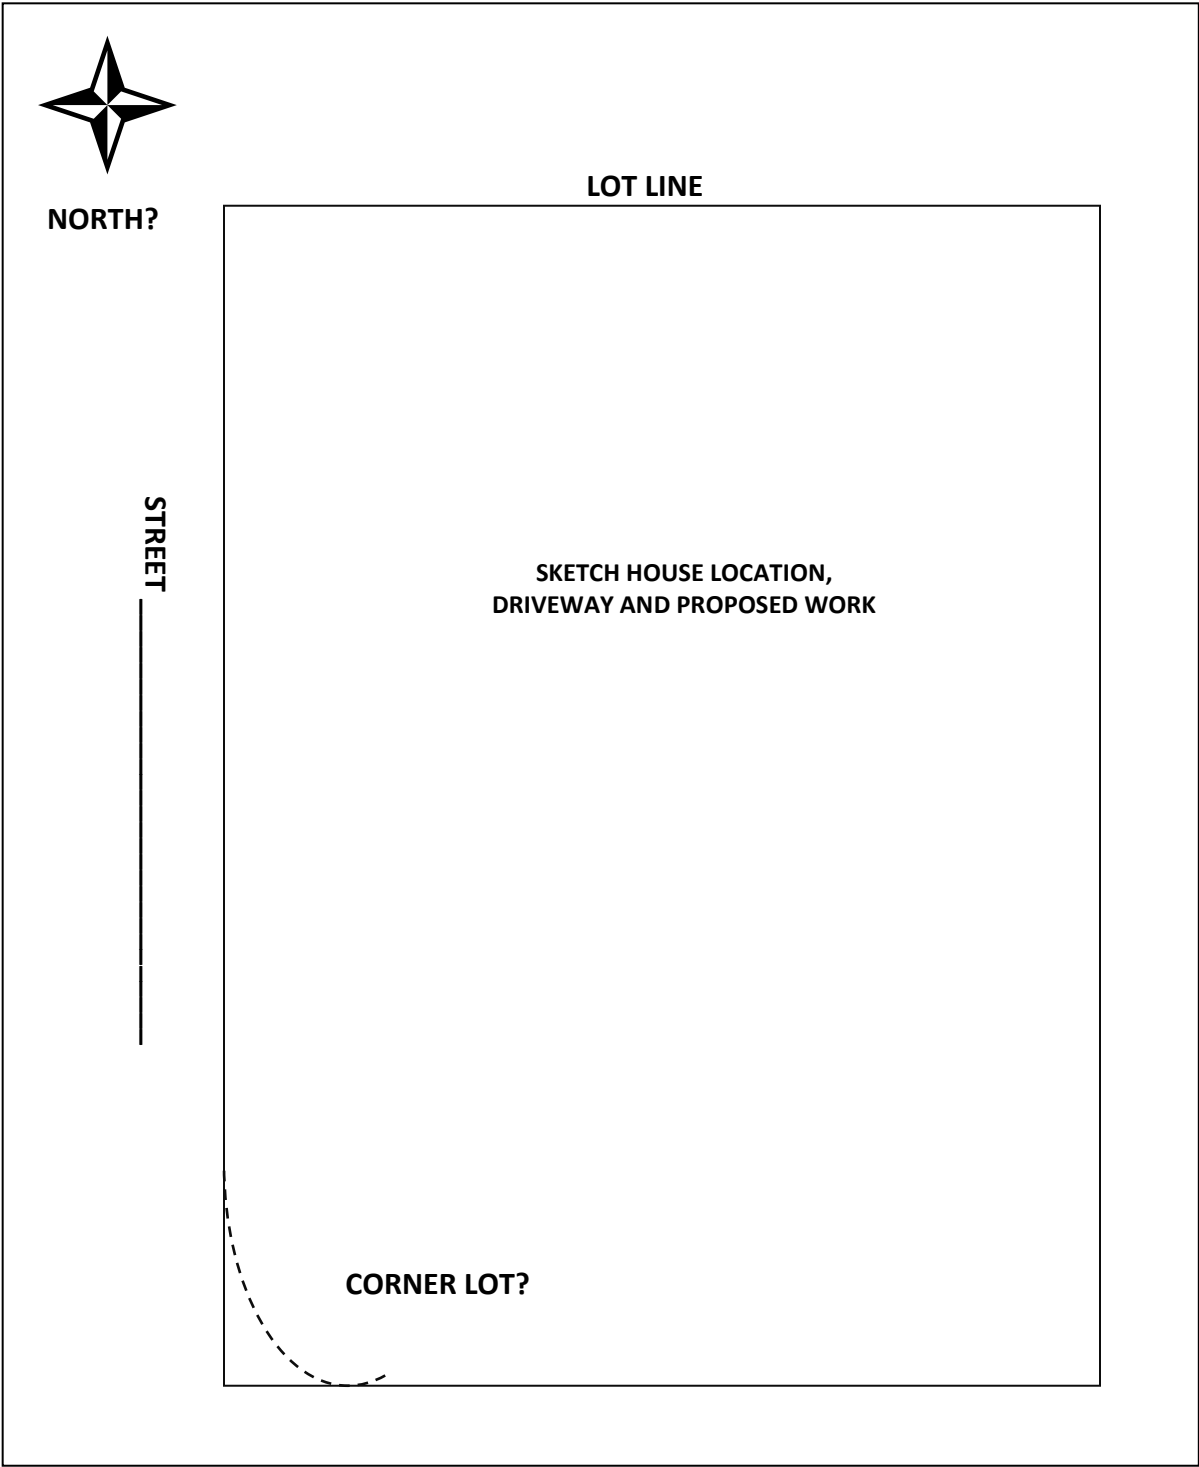 LOT LINE
NORTH?
STREET
SKETCH HOUSE LOCATION,
DRIVEWAY AND PROPOSED WORK
CORNER LOT?